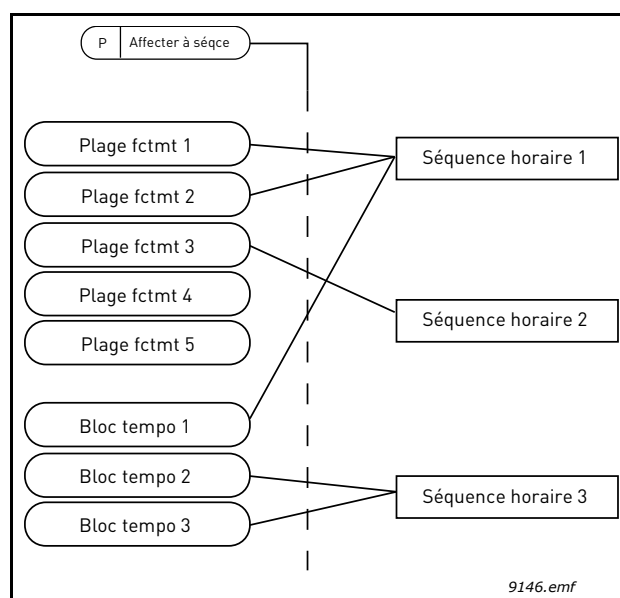 P Affecter à séqce
Plage fctmt 1
Séquence horaire 1
Plage fctmt 2
Plage fctmt 3
Plage fctmt 4
Séquence horaire 2
Plage fctmt 5
Bloc tempo 1
Bloc tempo 2
Séquence horaire 3
Bloc tempo 3
9146.emf